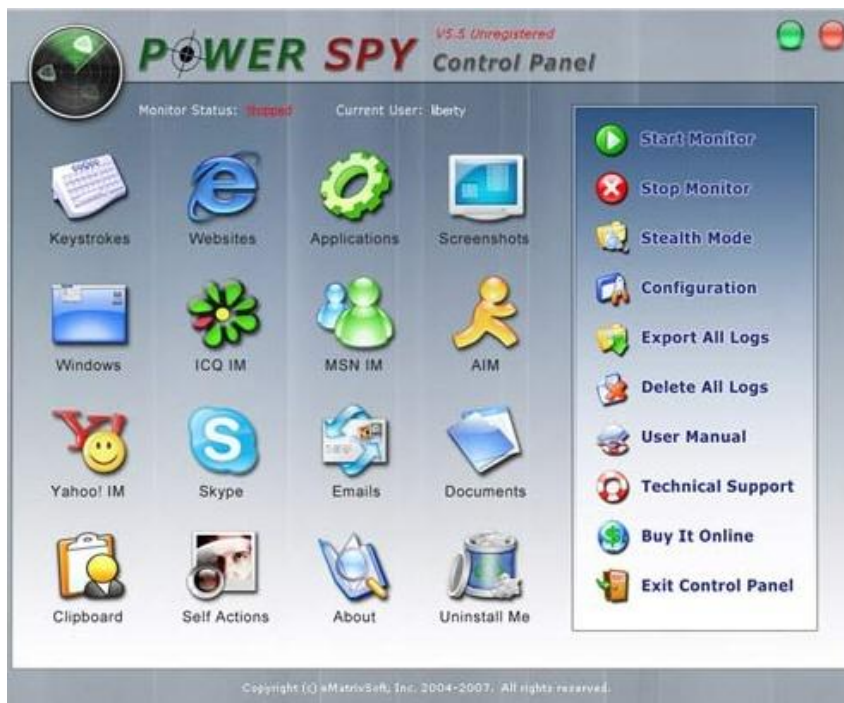 POWER SPY
V5.5 Unregistered
Control Panel
Monitor Status: Stopped Current User: liberty
Keystrokes Websites Applications Screenshots
Windows ICQ IM MSN IM AIM
Yahoo! IM Skype Emails Documents
Clipboard Self Actions About Uninstall Me
Start Monitor
Stop Monitor
Stealth Mode
Configuration
Export All Logs
Delete All Logs
User Manual
Technical Support
Buy It Online
Exit Control Panel
Copyright (c) eMatrixSoft, Inc. 2004-2007. All rights reserved.